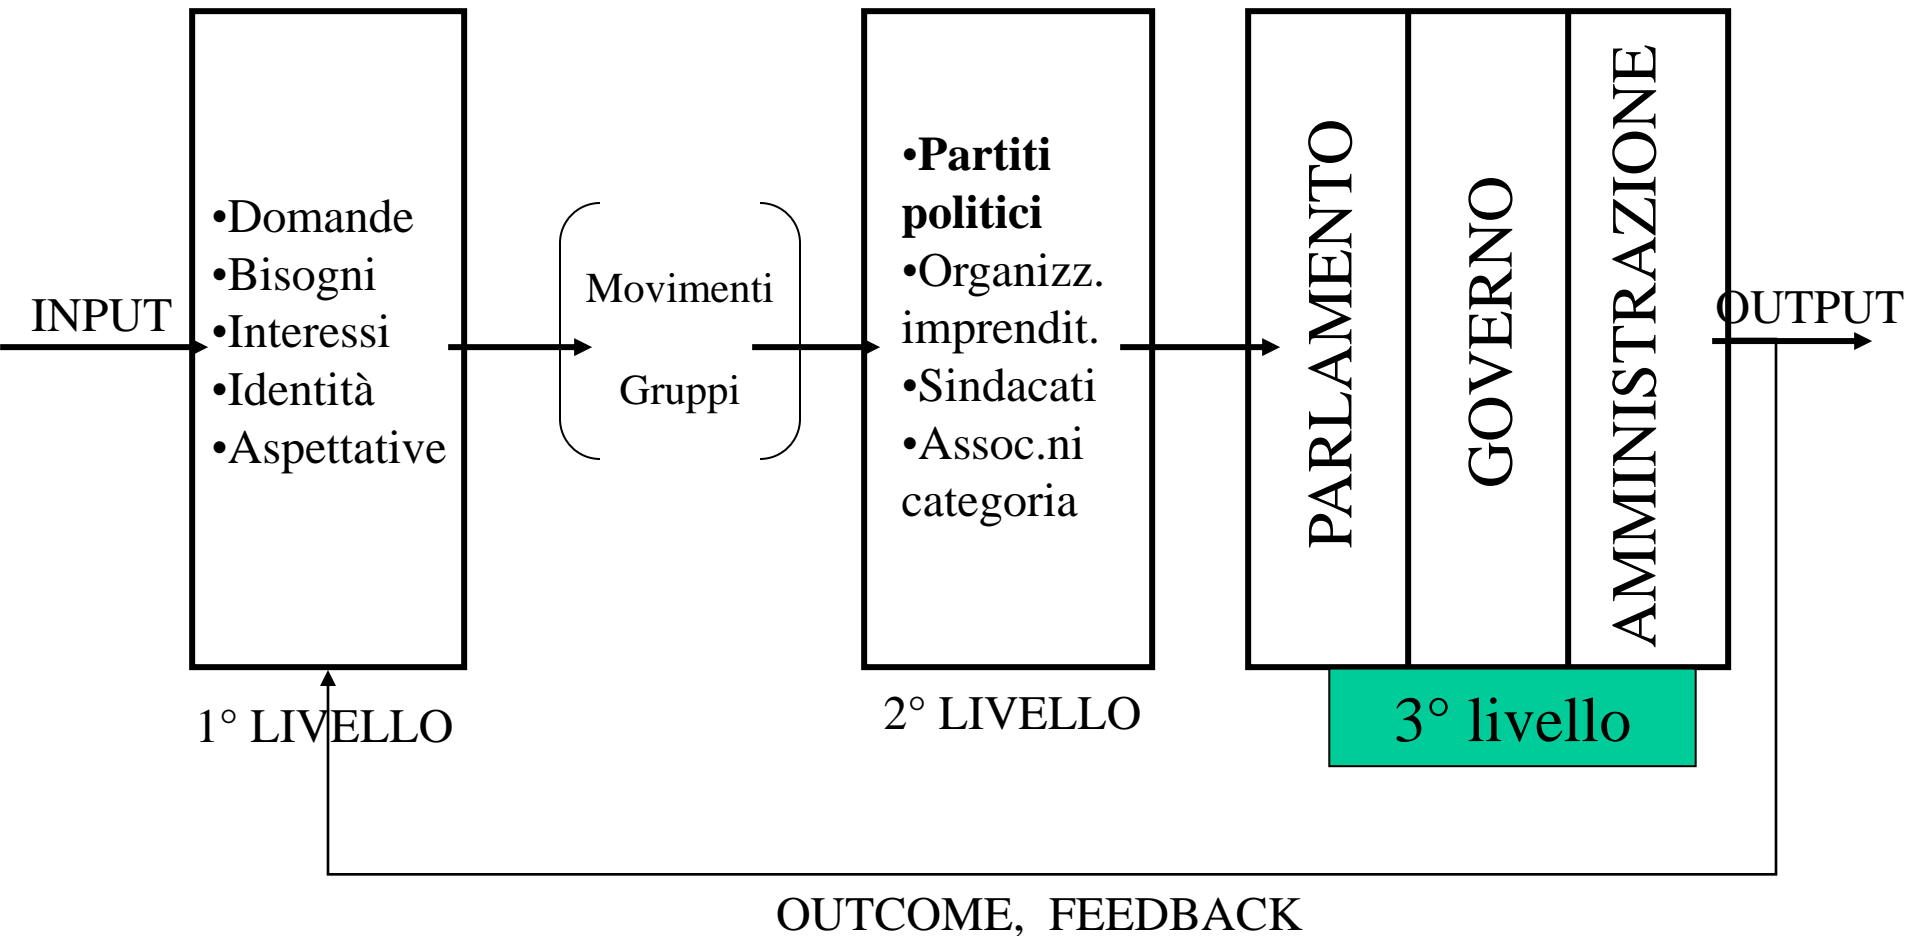 INPUT
•Domande
•Bisogni
•Interessi
•Identità
•Aspettative
1° LIVELLO
Movimenti
Gruppi
•Partiti
politici
•Organizz.
imprendit.
•Sindacati
•Assoc.ni
categoria
2° LIVELLO
PARLAMENTO
GOVERNO
AMMINISTRAZIONE
3° livello
OUTPUT
OUTCOME, FEEDBACK